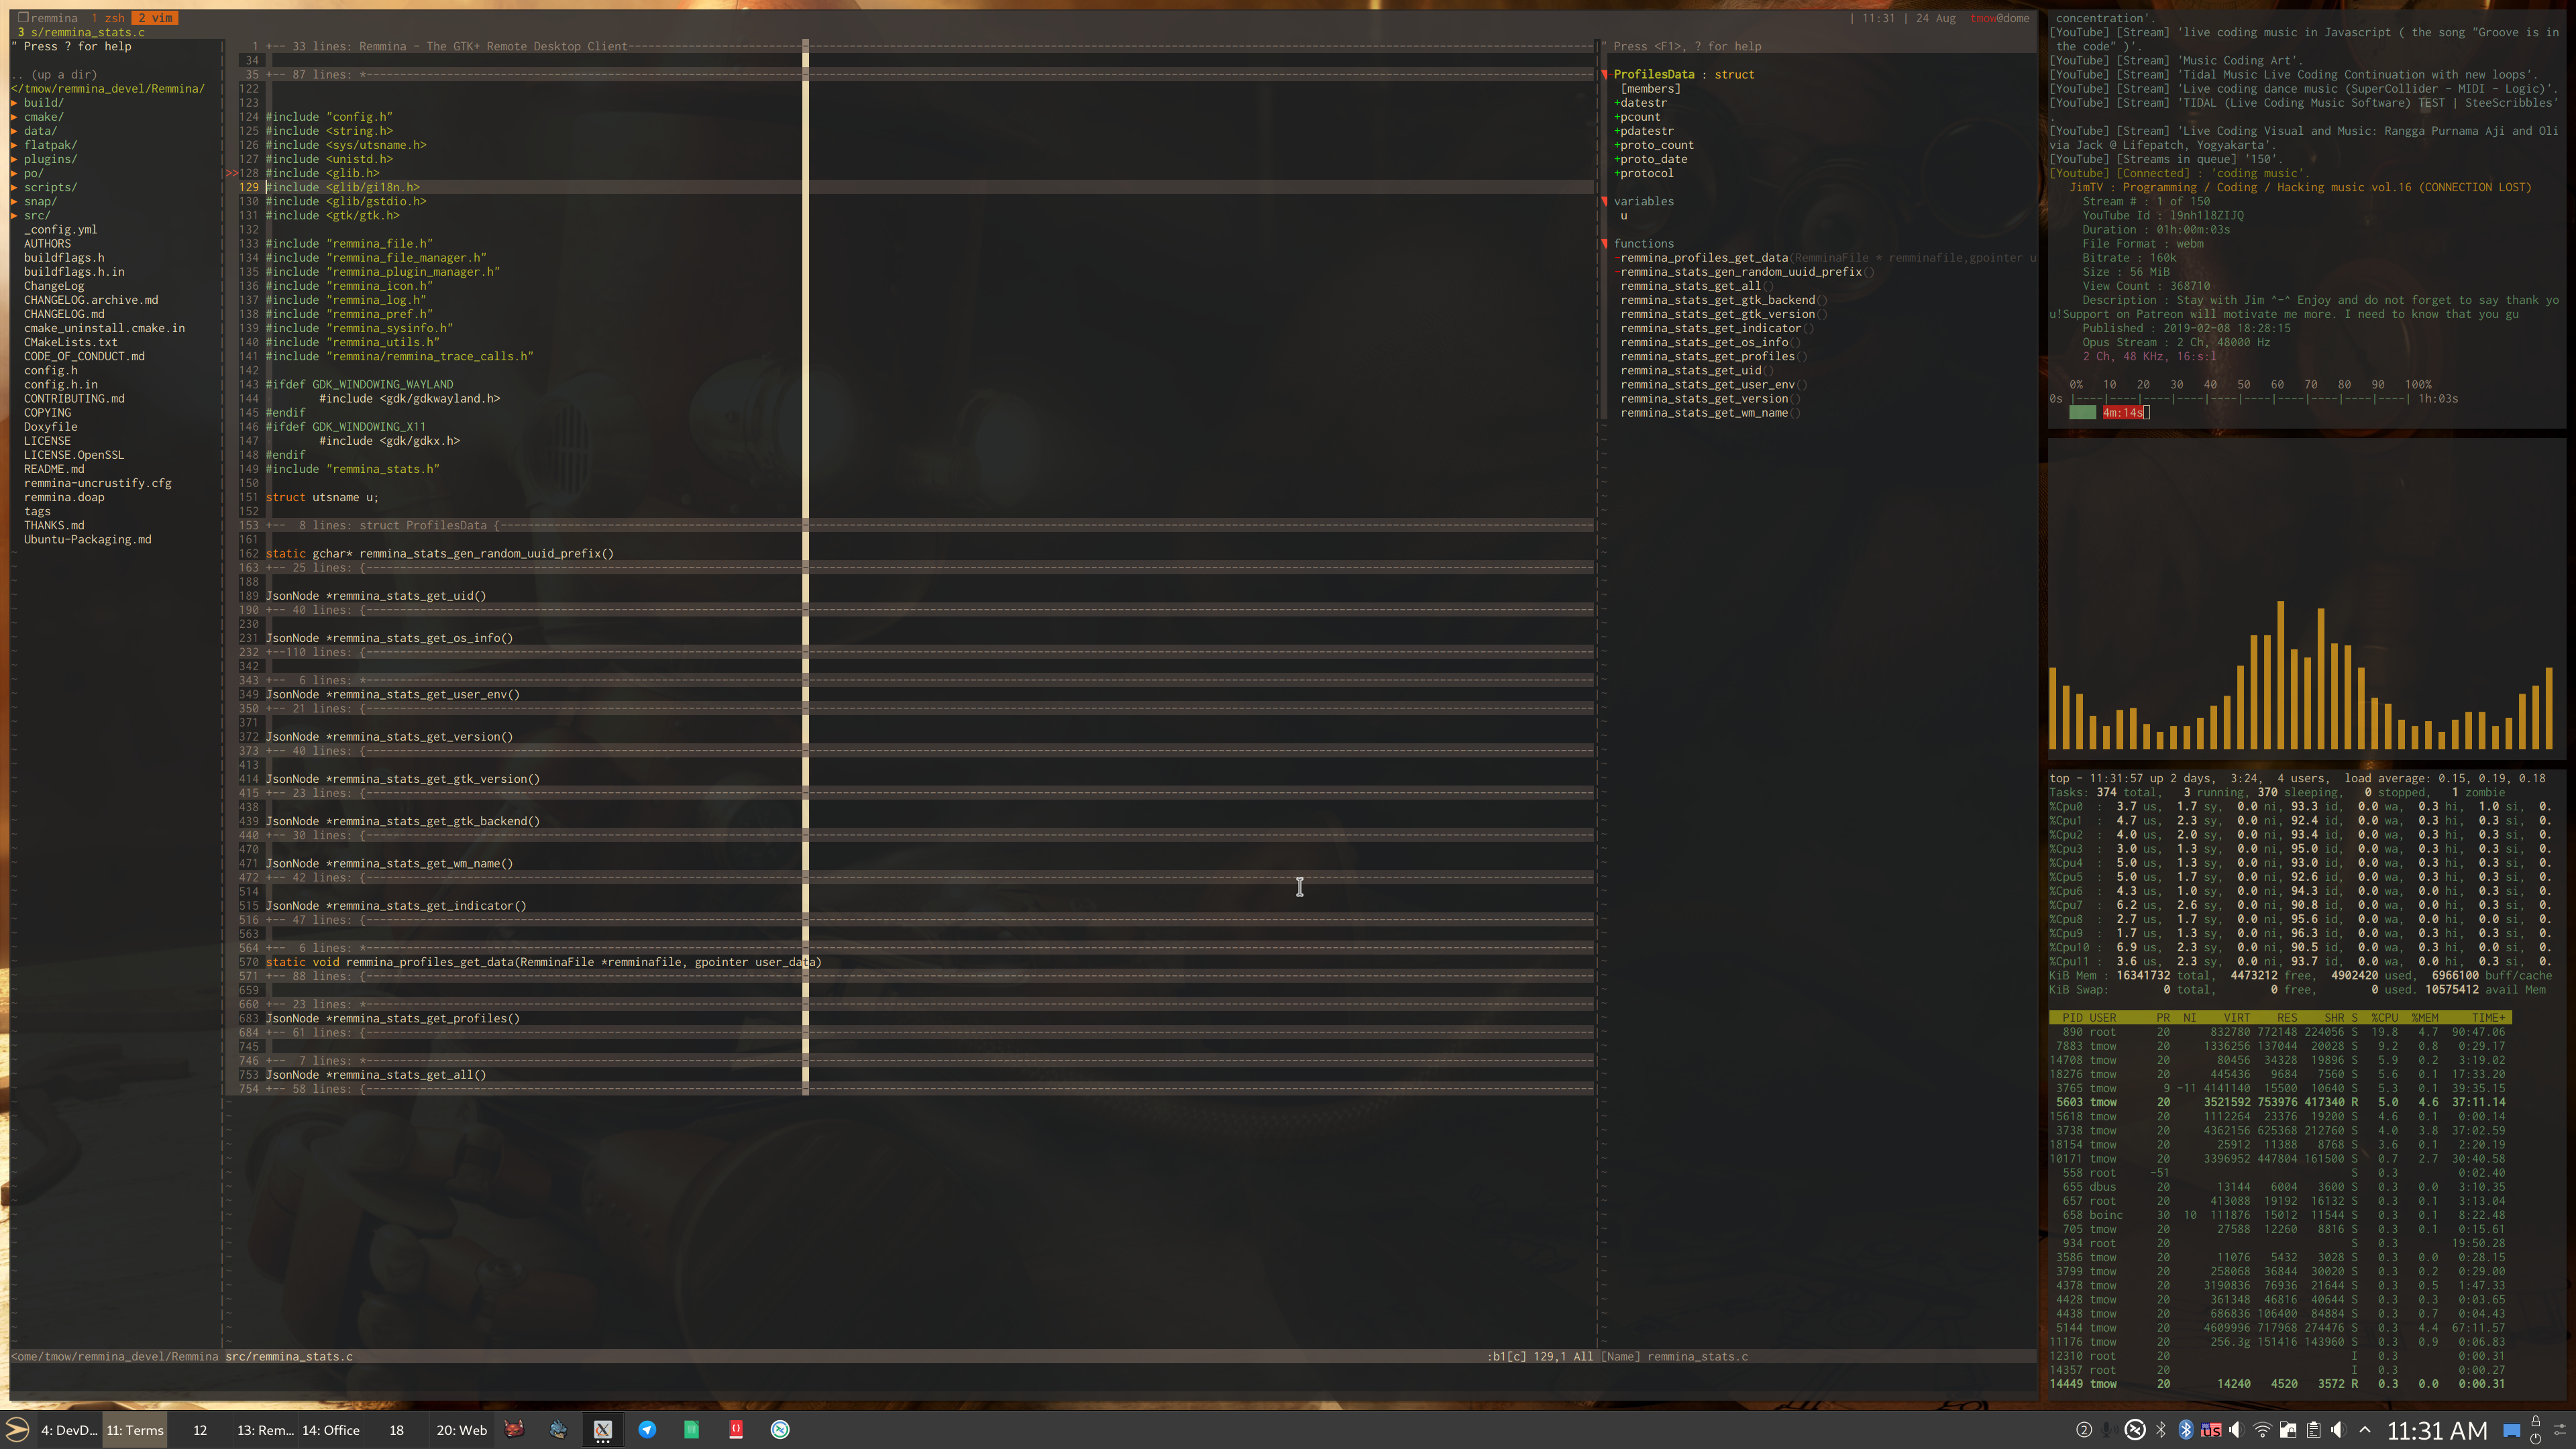 ❐remmina 1 zsh 2 vim | 11:31 | 24 Aug tmow@dome
3 s/remmina_stats.c
" Press ? for help
.. (up a dir)
</tmow/remmina_devel/Remmina/
▸ build/
▸ cmake/
▸ data/
▸ flatpak/
▸ plugins/
▸ po/
▸ scripts/
▸ snap/
▸ src/
_config.yml
AUTHORS
buildflags.h
buildflags.h.in
ChangeLog
CHANGELOG.archive.md
CHANGELOG.md
cmake_uninstall.cmake.in
CMakeLists.txt
CODE_OF_CONDUCT.md
config.h
config.h.in
CONTRIBUTING.md
COPYING
Doxyfile
LICENSE
LICENSE.OpenSSL
README.md
remmina-uncrustify.cfg
remmina.doap
tags
THANKS.md
Ubuntu-Packaging.md
1 +-- 33 lines: Remmina - The GTK+ Remote Desktop Client
34
35 +-- 87 lines: *
122
123
124 #include "config.h"
125 #include <string.h>
126 #include <sys/utsname.h>
127 #include <unistd.h>
>>128 #include <glib.h>
129 #include <glib/gi18n.h>
130 #include <glib/gstdio.h>
131 #include <gtk/gtk.h>
132
133 #include "remmina_file.h"
134 #include "remmina_file_manager.h"
135 #include "remmina_plugin_manager.h"
136 #include "remmina_icon.h"
137 #include "remmina_log.h"
138 #include "remmina_pref.h"
139 #include "remmina_sysinfo.h"
140 #include "remmina_utils.h"
141 #include "remmina/remmina_trace_calls.h"
142
143 #ifdef GDK_WINDOWING_WAYLAND
144 #include <gdk/gdkwayland.h>
145 #endif
146 #ifdef GDK_WINDOWING_X11
147 #include <gdk/gdkx.h>
148 #endif
149 #include "remmina_stats.h"
150
151 struct utsname u;
152
153 +-- 8 lines: struct ProfilesData {
161
162 static gchar* remmina_stats_gen_random_uuid_prefix()
163 +-- 25 lines: {
188
189 JsonNode *remmina_stats_get_uid()
190 +-- 40 lines: {
230
231 JsonNode *remmina_stats_get_os_info()
232 +--110 lines: {
342
343 +-- 6 lines: *
349 JsonNode *remmina_stats_get_user_env()
350 +-- 21 lines: {
371
372 JsonNode *remmina_stats_get_version()
373 +-- 40 lines: {
413
414 JsonNode *remmina_stats_get_gtk_version()
415 +-- 23 lines: {
438
439 JsonNode *remmina_stats_get_gtk_backend()
440 +-- 30 lines: {
470
471 JsonNode *remmina_stats_get_wm_name()
472 +-- 42 lines: {
514
515 JsonNode *remmina_stats_get_indicator()
516 +-- 47 lines: {
563
564 +-- 6 lines: *
570 static void remmina_profiles_get_data(RemminaFile *remminafile, gpointer user_data)
571 +-- 88 lines: {
659
660 +-- 23 lines: *
683 JsonNode *remmina_stats_get_profiles()
684 +-- 61 lines: {
745
746 +-- 7 lines: *
753 JsonNode *remmina_stats_get_all()
754 +-- 58 lines: {
" Press <F1>, ? for help
ProfilesData : struct
[members]
+datestr
+pcount
+pdatestr
+proto_count
+proto_date
+protocol
variables
u
functions
-remmina_profiles_get_data(RemminaFile * remminafile,gpointer u
-remmina_stats_gen_random_uuid_prefix()
remmina_stats_get_all()
remmina_stats_get_gtk_backend()
remmina_stats_get_gtk_version()
remmina_stats_get_indicator()
remmina_stats_get_os_info()
remmina_stats_get_profiles()
remmina_stats_get_uid()
remmina_stats_get_user_env()
remmina_stats_get_version()
remmina_stats_get_wm_name()
<ome/tmow/remmina_devel/Remmina src/remmina_stats.c :b1[c] 129,1 All [Name] remmina_stats.c
concentration'.
[YouTube] [Stream] 'live coding music in Javascript ( the song "Groove is in
the code" )'.
[YouTube] [Stream] 'Music Coding Art'.
[YouTube] [Stream] 'Tidal Music Live Coding Continuation with new loops'.
[YouTube] [Stream] 'Live coding dance music (SuperCollider - MIDI - Logic)'.
[YouTube] [Stream] 'TIDAL (Live Coding Music Software) TEST | SteeScribbles'
.
[YouTube] [Stream] 'Live Coding Visual and Music: Rangga Purnama Aji and Oli
via Jack @ Lifepatch, Yogyakarta'.
[YouTube] [Streams in queue] '150'.
[Youtube] [Connected] : 'coding music'.
JimTV : Programming / Coding / Hacking music vol.16 (CONNECTION LOST)
Stream # : 1 of 150
YouTube Id : l9nh1l8ZIJQ
Duration : 01h:00m:03s
File Format : webm
Bitrate : 160k
Size : 56 MiB
View Count : 368710
Description : Stay with Jim ^-^ Enjoy and do not forget to say thank yo
u!Support on Patreon will motivate me more. I need to know that you gu
Published : 2019-02-08 18:28:15
Opus Stream : 2 Ch, 48000 Hz
2 Ch, 48 KHz, 16:s:l
0% 10 20 30 40 50 60 70 80 90 100%
0s |----|----|----|----|----|----|----|----|----|----| 1h:03s
4m:14s
top - 11:31:57 up 2 days, 3:24, 4 users, load average: 0.15, 0.19, 0.18
Tasks: 374 total, 3 running, 370 sleeping, 0 stopped, 1 zombie
%Cpu0 : 3.7 us, 1.7 sy, 0.0 ni, 93.3 id, 0.0 wa, 0.3 hi, 1.0 si, 0.
%Cpu1 : 4.7 us, 2.3 sy, 0.0 ni, 92.4 id, 0.0 wa, 0.3 hi, 0.3 si, 0.
%Cpu2 : 4.0 us, 2.0 sy, 0.0 ni, 93.4 id, 0.0 wa, 0.3 hi, 0.3 si, 0.
%Cpu3 : 3.0 us, 1.3 sy, 0.0 ni, 95.0 id, 0.0 wa, 0.3 hi, 0.3 si, 0.
%Cpu4 : 5.0 us, 1.3 sy, 0.0 ni, 93.0 id, 0.0 wa, 0.3 hi, 0.3 si, 0.
%Cpu5 : 5.0 us, 1.7 sy, 0.0 ni, 92.6 id, 0.0 wa, 0.3 hi, 0.3 si, 0.
%Cpu6 : 4.3 us, 1.0 sy, 0.0 ni, 94.3 id, 0.0 wa, 0.0 hi, 0.3 si, 0.
%Cpu7 : 6.2 us, 2.6 sy, 0.0 ni, 90.8 id, 0.0 wa, 0.0 hi, 0.3 si, 0.
%Cpu8 : 2.7 us, 1.7 sy, 0.0 ni, 95.6 id, 0.0 wa, 0.0 hi, 0.0 si, 0.
%Cpu9 : 1.7 us, 1.3 sy, 0.0 ni, 96.3 id, 0.0 wa, 0.3 hi, 0.3 si, 0.
%Cpu10 : 6.9 us, 2.3 sy, 0.0 ni, 90.5 id, 0.0 wa, 0.3 hi, 0.0 si, 0.
%Cpu11 : 3.6 us, 2.3 sy, 0.0 ni, 93.7 id, 0.0 wa, 0.3 hi, 0.0 si, 0.
KiB Mem : 16341732 total, 4473212 free, 4902420 used, 6966100 buff/cache
KiB Swap: 0 total, 0 free, 0 used. 10575412 avail Mem
PID USER PR NI VIRT RES SHR S %CPU %MEM TIME+
890 root 20 832780 772148 224056 S 19.8 4.7 90:47.06
7883 tmow 20 1336256 137044 20028 S 9.2 0.8 0:29.17
14708 tmow 20 80456 34328 19896 S 5.9 0.2 3:19.02
18276 tmow 20 445436 9684 7560 S 5.6 0.1 17:33.20
3765 tmow 9 -11 4141140 15500 10640 S 5.3 0.1 39:35.15
5603 tmow 20 3521592 753976 417340 R 5.0 4.6 37:11.14
15618 tmow 20 1112264 23376 19200 S 4.6 0.1 0:00.14
3738 tmow 20 4362156 625368 212760 S 4.0 3.8 37:02.59
18154 tmow 20 25912 11388 8768 S 3.6 0.1 2:20.19
10171 tmow 20 3396952 447804 161500 S 0.7 2.7 30:40.58
558 root -51 S 0.3 0:02.40
655 dbus 20 13144 6004 3600 S 0.3 0.0 3:10.35
657 root 20 413088 19192 16132 S 0.3 0.1 3:13.04
658 boinc 30 10 111876 15012 11544 S 0.3 0.1 8:22.48
705 tmow 20 27588 12260 8816 S 0.3 0.1 0:15.61
934 root 20 S 0.3 19:50.28
3586 tmow 20 11076 5432 3028 S 0.3 0.0 0:28.15
3799 tmow 20 258068 36844 30020 S 0.3 0.2 0:29.00
4378 tmow 20 3190836 76936 21644 S 0.3 0.5 1:47.33
4428 tmow 20 361348 46816 40644 S 0.3 0.3 0:03.65
4438 tmow 20 686836 106400 84884 S 0.3 0.7 0:04.43
5144 tmow 20 4609996 717968 274476 S 0.3 4.4 67:11.57
11176 tmow 20 256.3g 151416 143960 S 0.3 0.9 0:06.83
12310 root 20 I 0.3 0:00.31
14357 root 20 I 0.3 0:00.27
14449 tmow 20 14240 4520 3572 R 0.3 0.0 0:00.31
4: DevD... 11: Terms 12 13: Rem... 14: Office 18 20: Web 2 us 11:31 AM